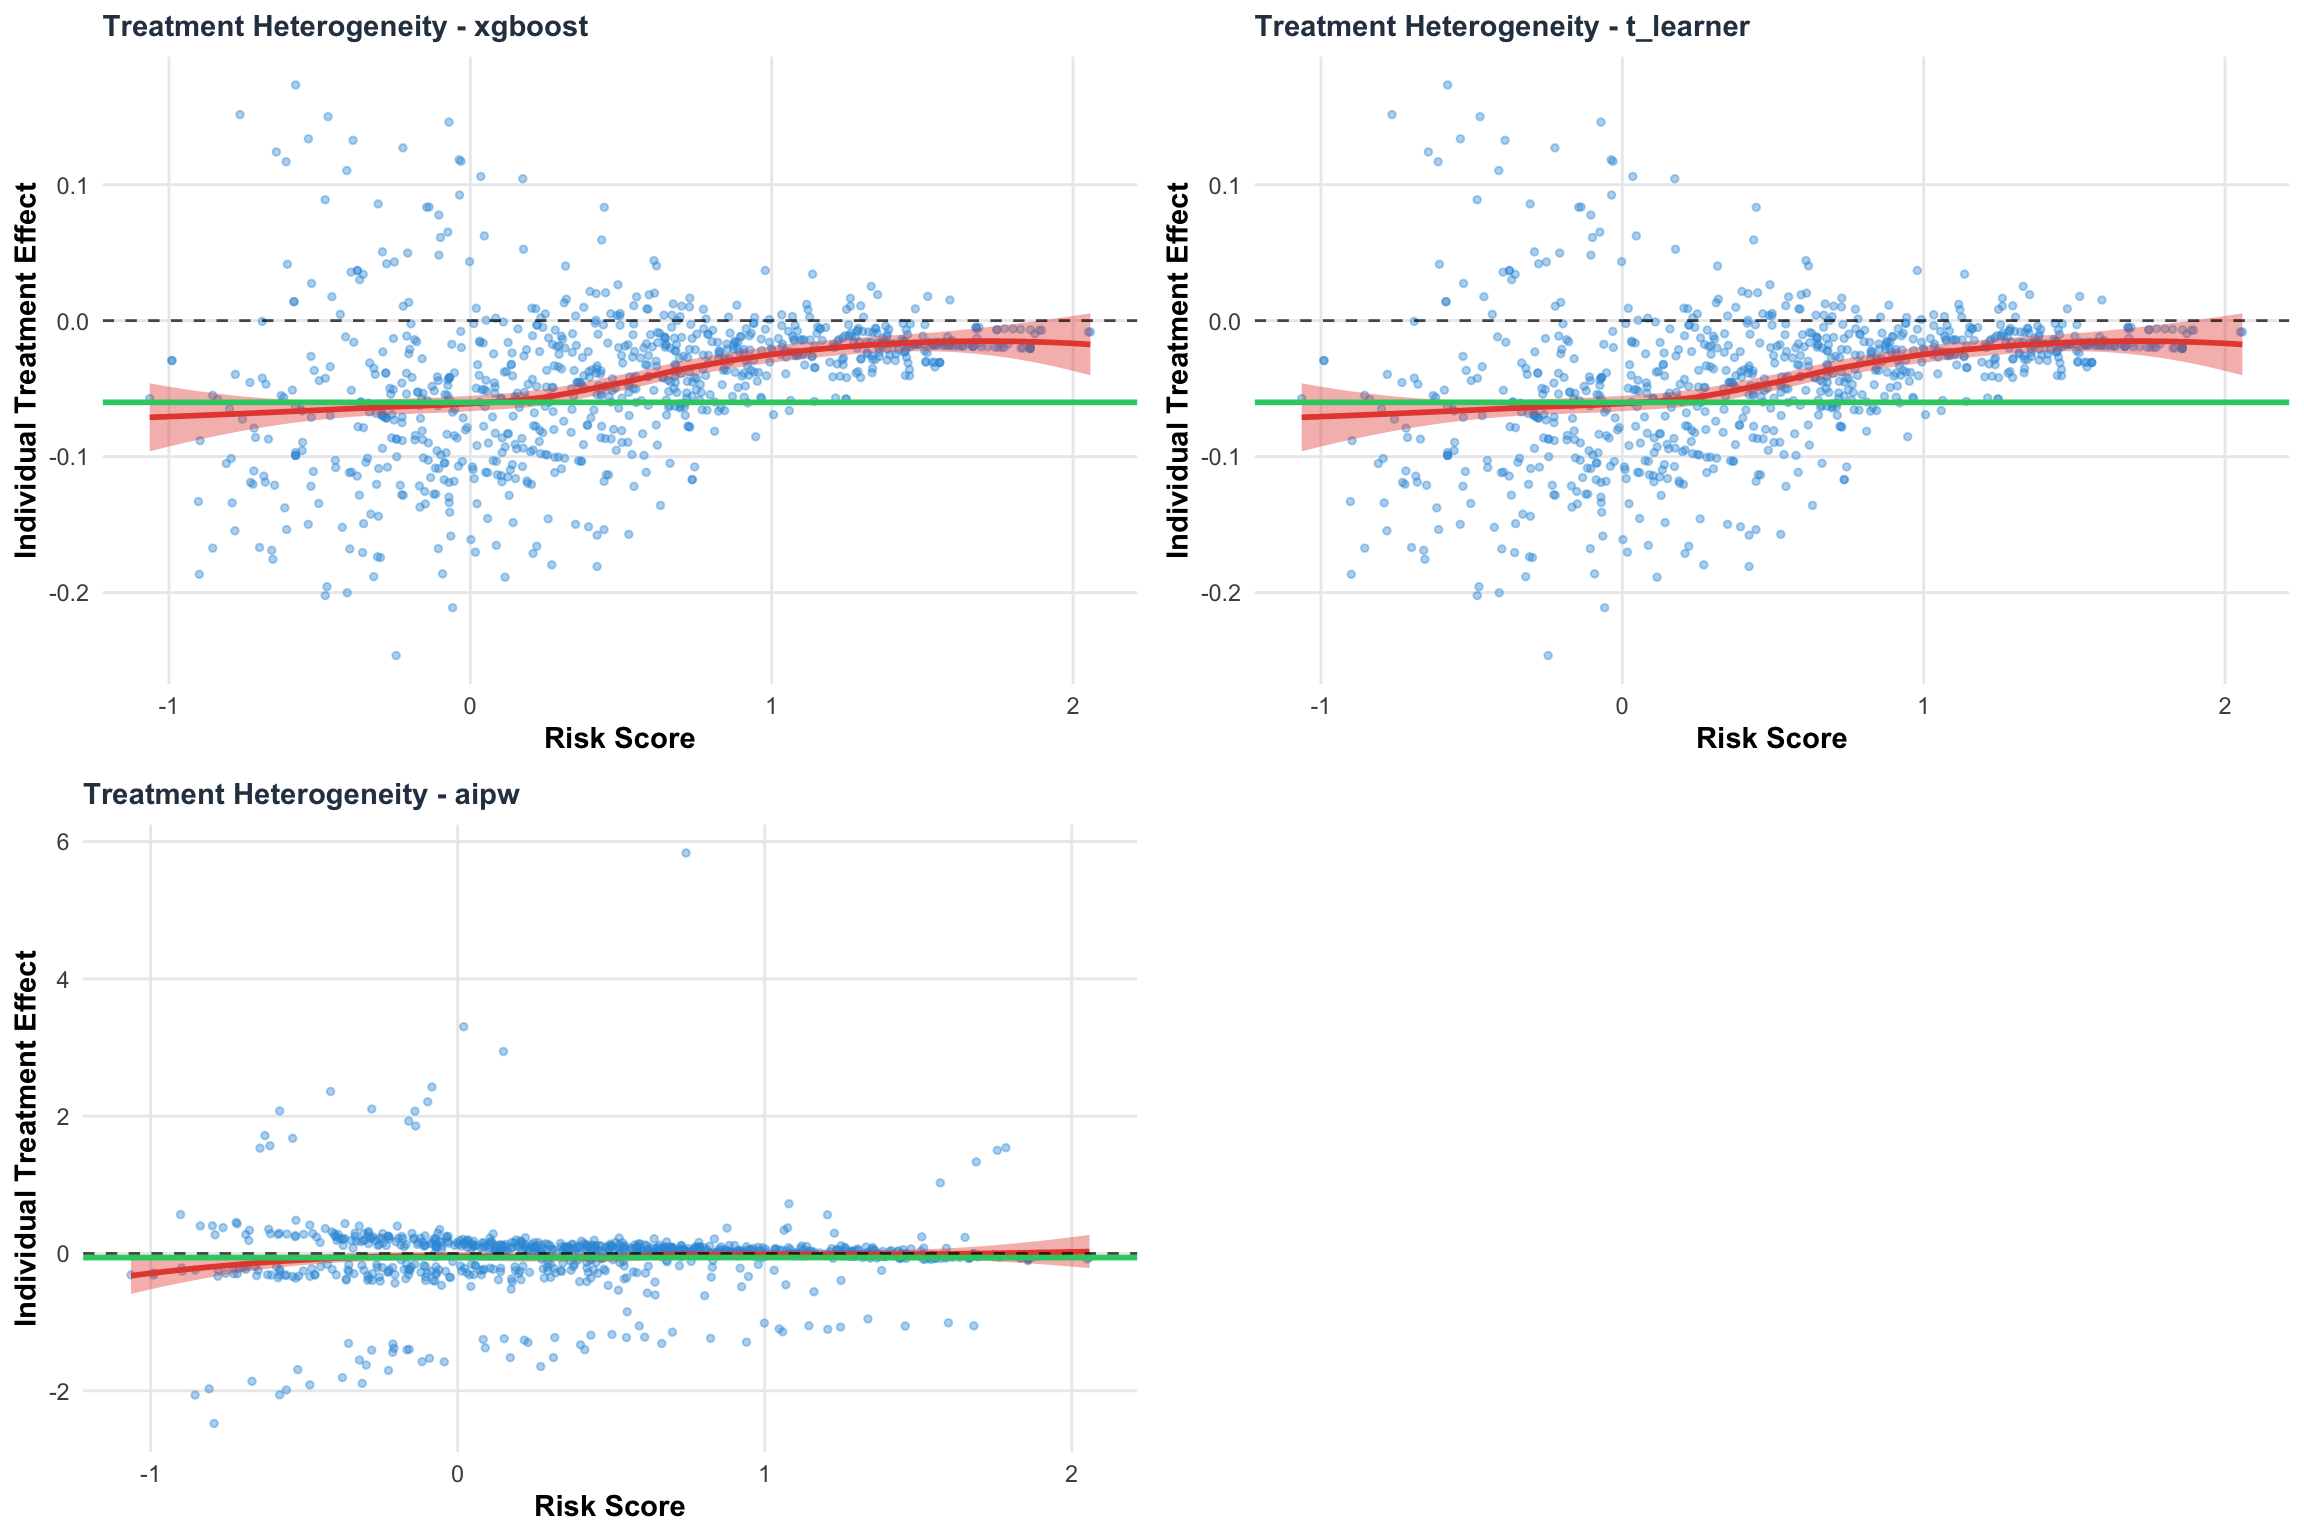 Treatment Heterogeneity - xgboost
Individual Treatment Effect
0.1
0.0
-0.1
-0.2
-1 0 1 2
Risk Score
Treatment Heterogeneity - t_learner
Individual Treatment Effect
0.1
0.0
-0.1
-0.2
-1 0 1 2
Risk Score
Treatment Heterogeneity - aipw
Individual Treatment Effect
6
4
2
0
-2
-1 0 1 2
Risk Score